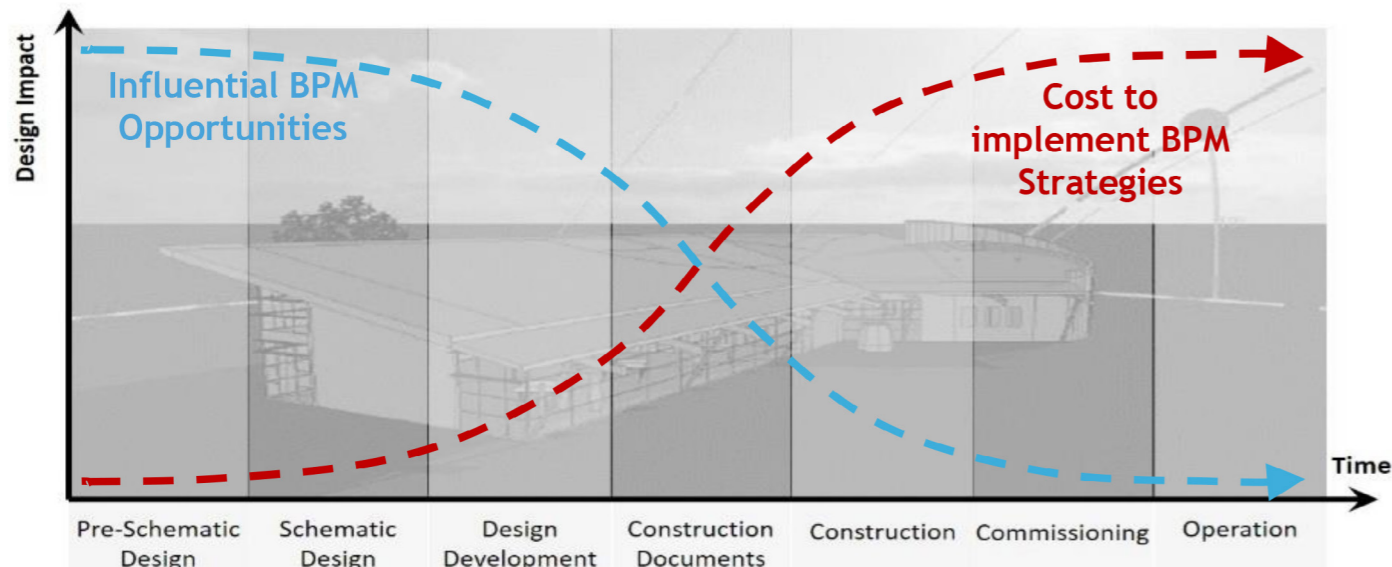 Design Impact
Influential BPM
Opportunities
Cost to
implement BPM
Strategies
Time
Pre-Schematic
Design
Schematic
Design
Design
Development
Construction
Documents
Construction
Commissioning
Operation